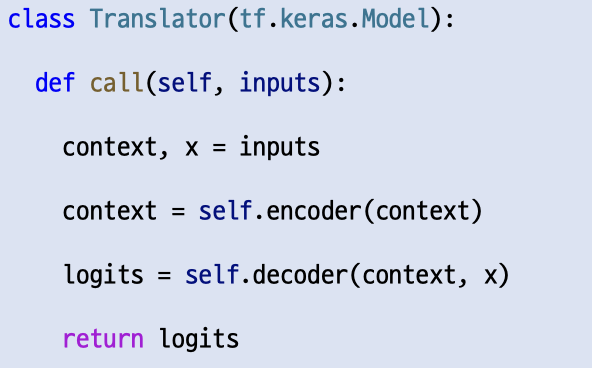 class Translator(tf.keras.Model):
def call(self, inputs):
context, x = inputs
context = self.encoder(context)
logits = self.decoder(context, x)
return logits